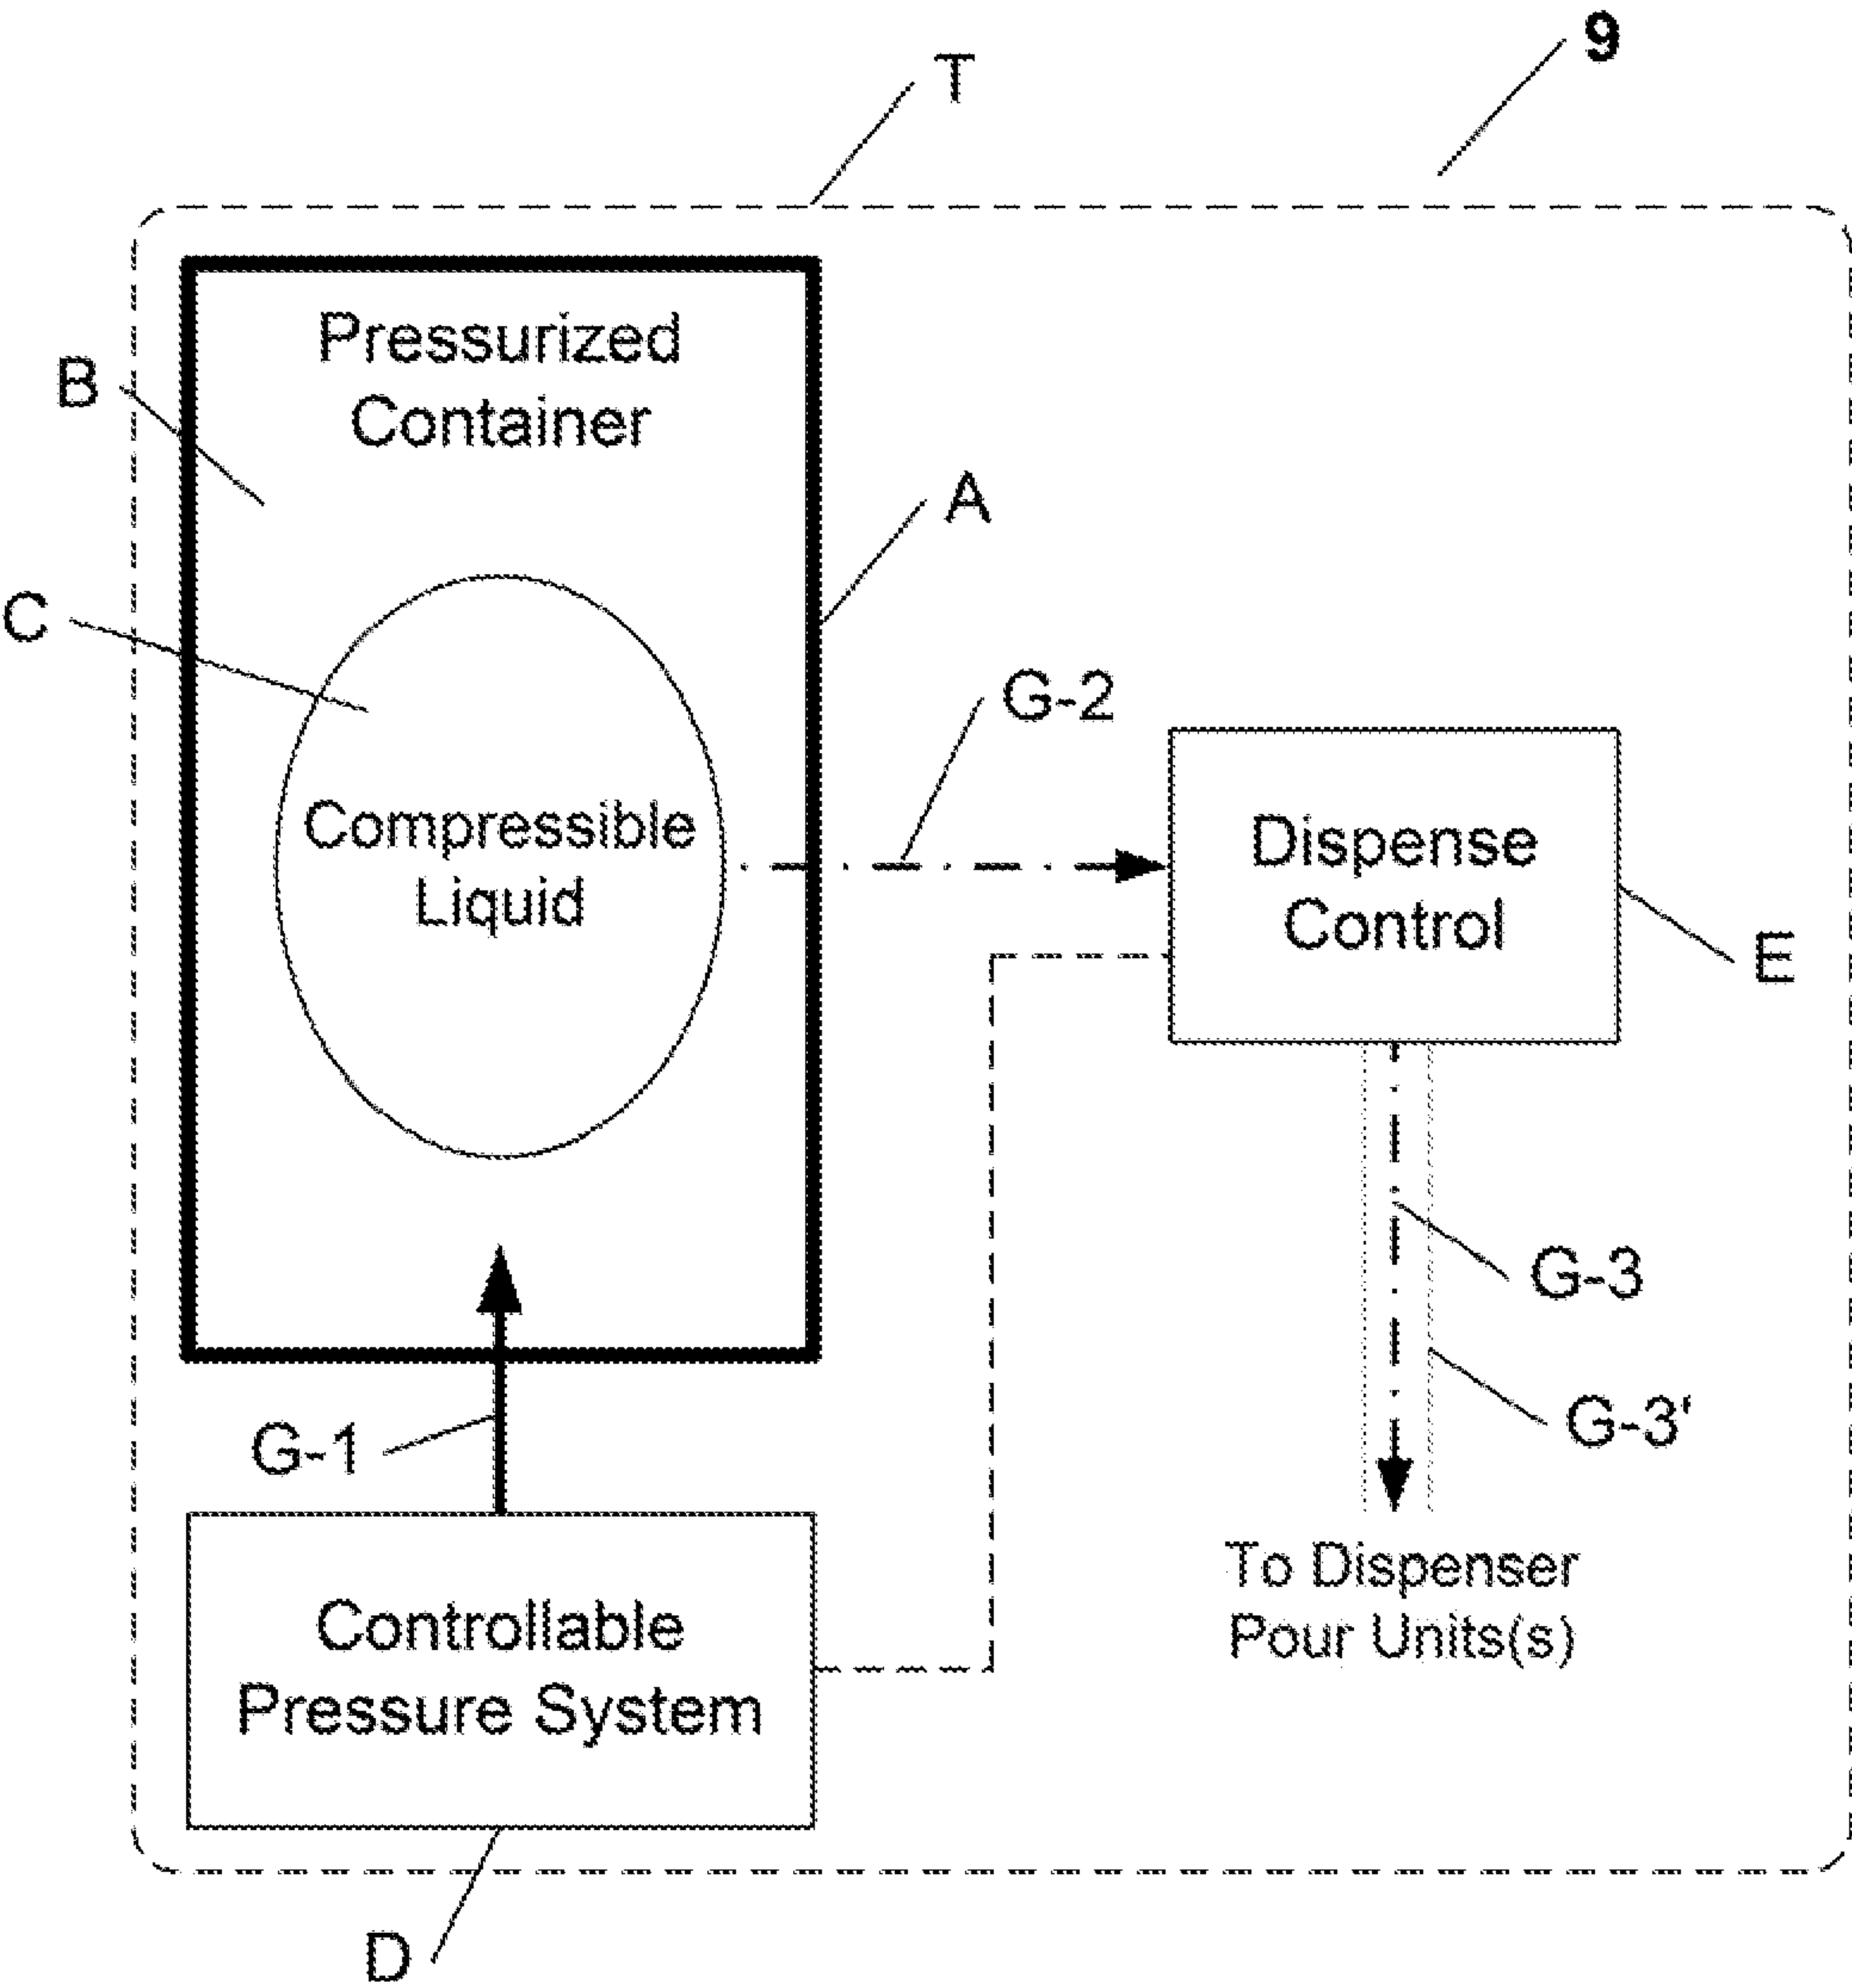 9
T
Pressurized
Container
B
A
C
G-2
Compressible
Liquid
Dispense
Control
E
G-3
G-3'
G-1
To Dispenser
Pour Units(s)
Controllable
Pressure System
D